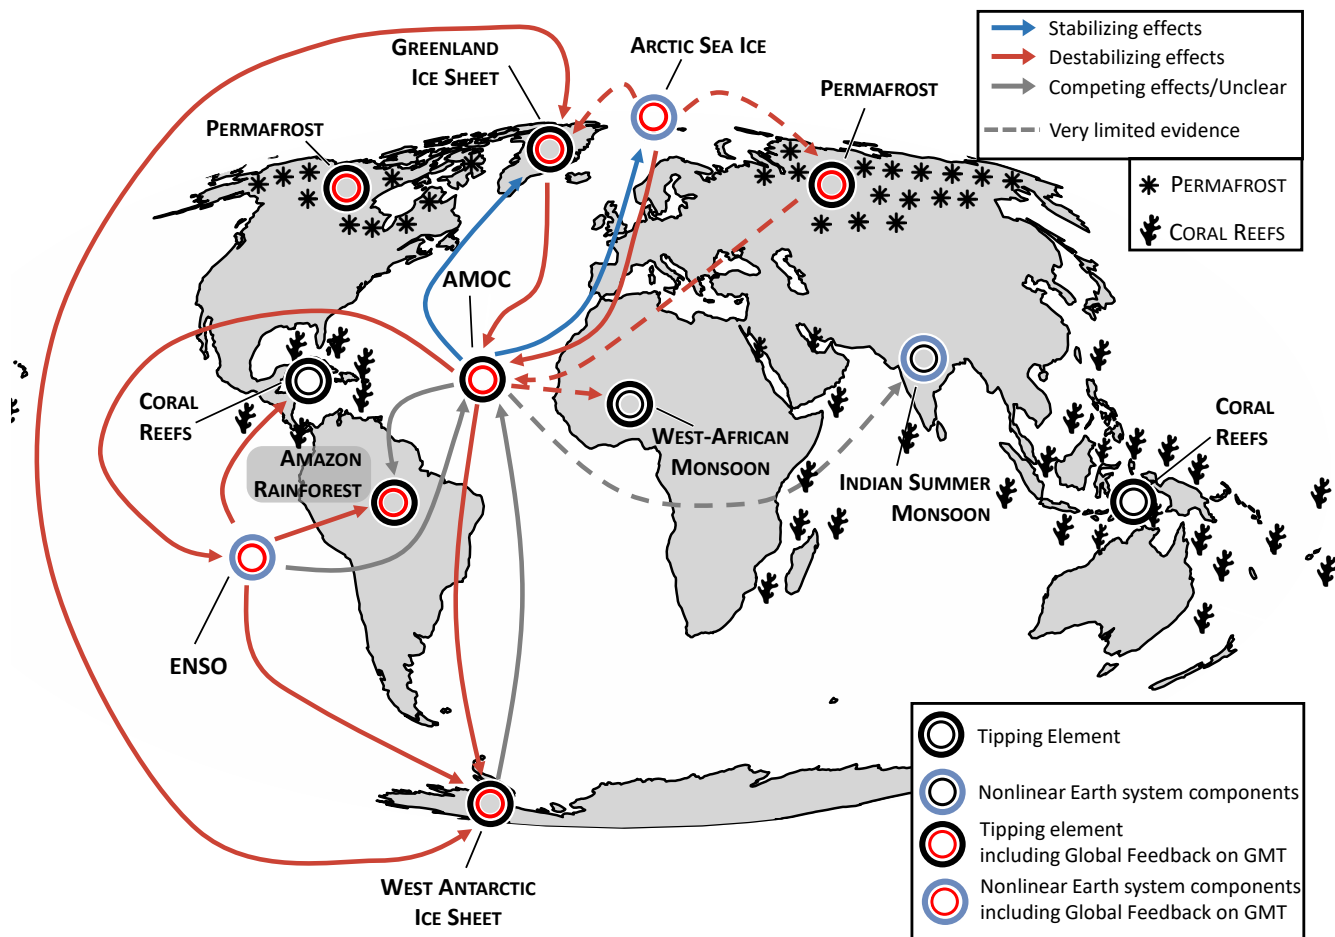 GREENLAND
ICE SHEET
ARCTIC SEA ICE
PERMAFROST
PERMAFROST
AMOC
CORAL
REEFS
AMAZON
RAINFOREST
WEST-AFRICAN
MONSOON
INDIAN SUMMER
MONSOON
CORAL
REEFS
ENSO
WEST ANTARCTIC
ICE SHEET
Stabilizing effects
Destabilizing effects
Competing effects/Unclear
Very limited evidence
PERMAFROST
CORAL REEFS
Tipping Element
Nonlinear Earth system components
Tipping element
including Global Feedback on GMT
Nonlinear Earth system components
including Global Feedback on GMT